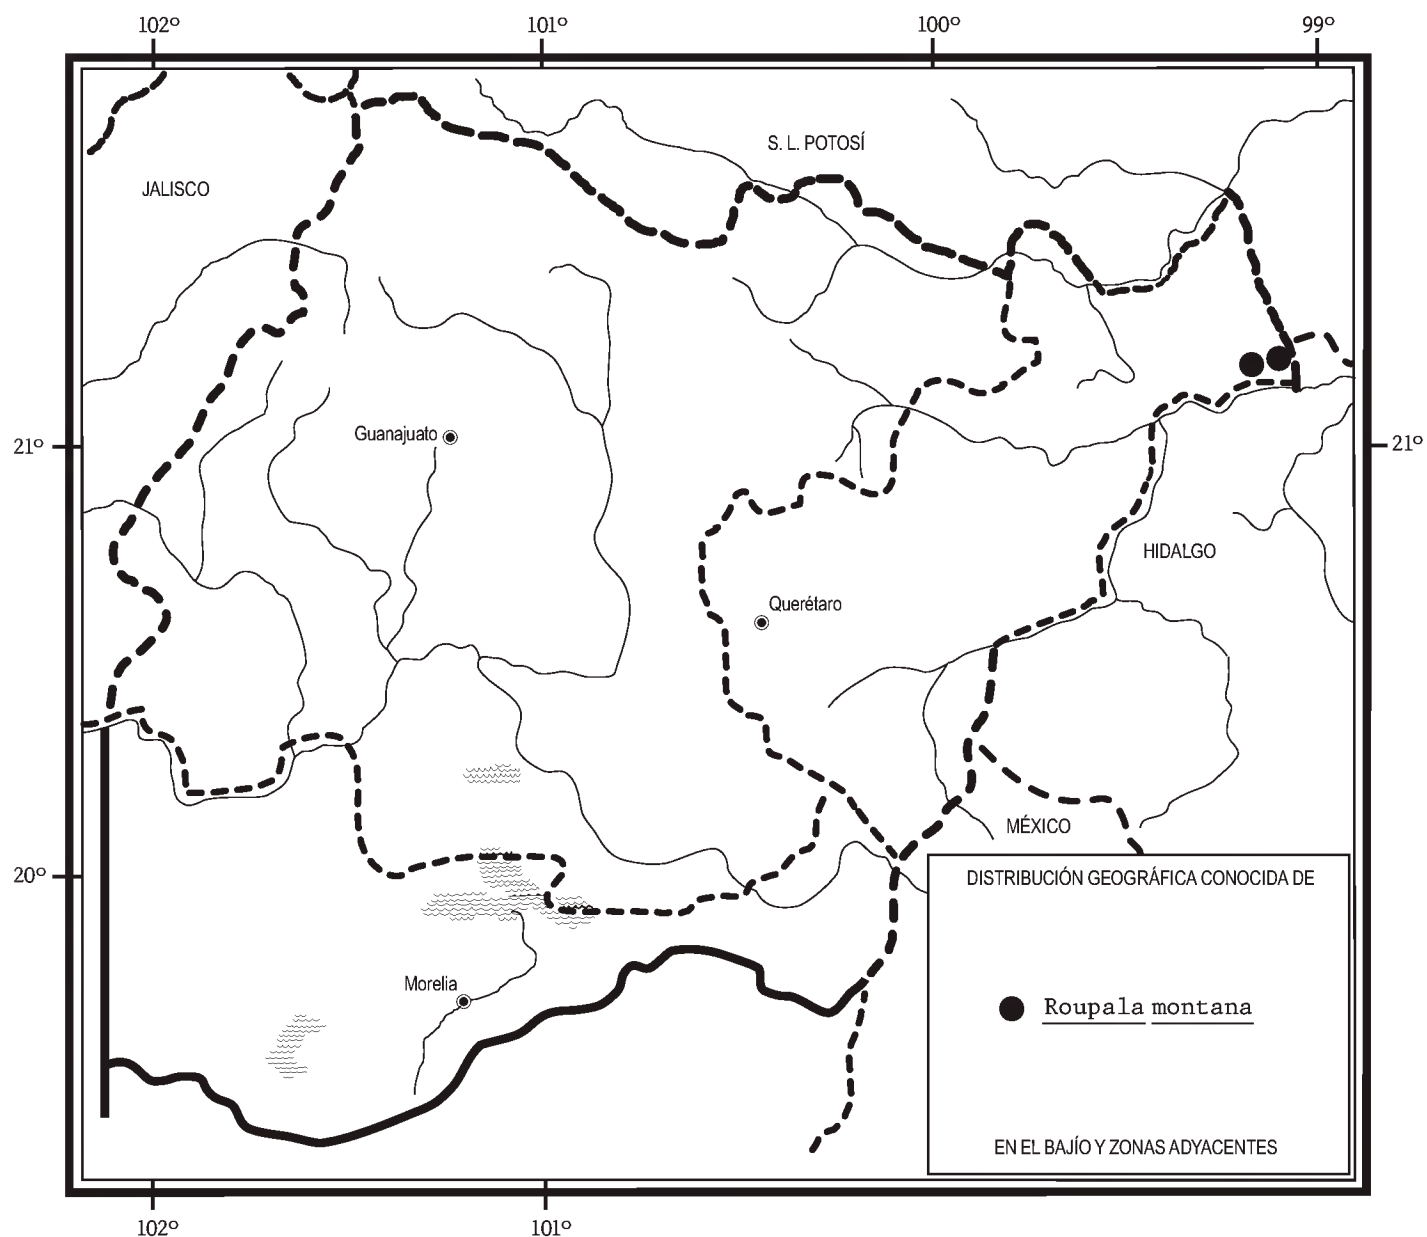 102º 101º 100º 99º
S. L. POTOSÍ
JALISCO
Guanajuato
21º
21º
HIDALGO
Querétaro
MÉXICO
20º
DISTRIBUCIÓN GEOGRÁFICA CONOCIDA DE
Morelia
Roupala montana
EN EL BAJÍO Y ZONAS ADYACENTES
102º 101º